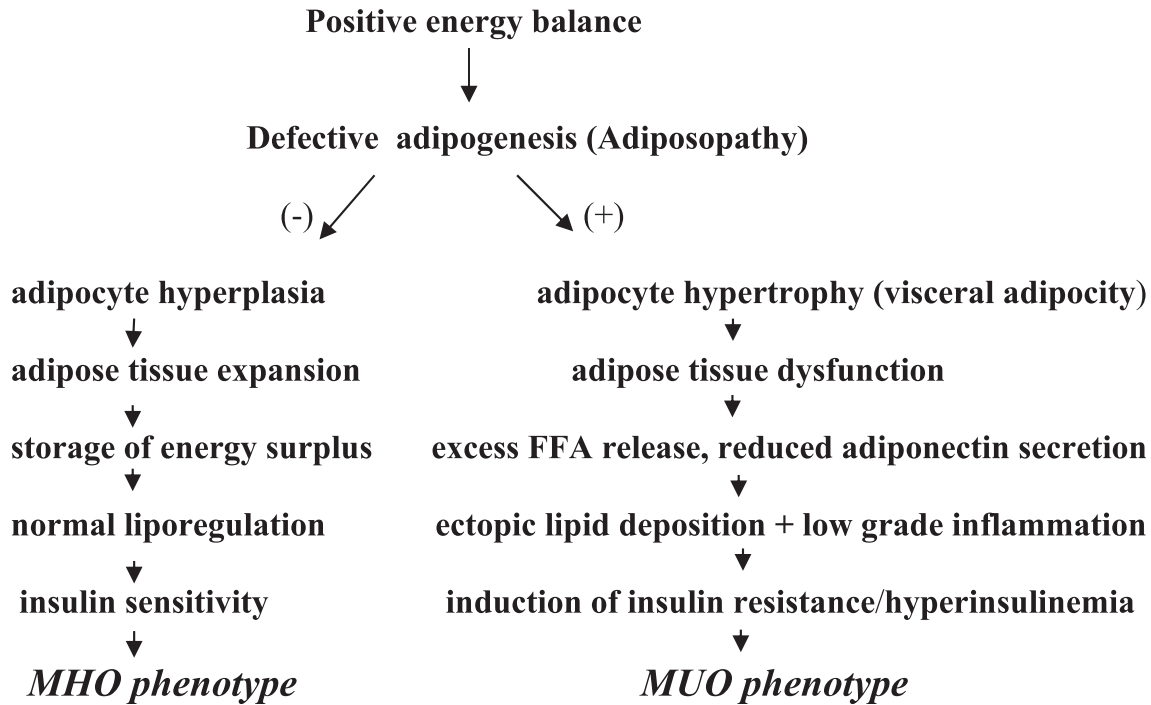 Positive energy balance
Defective adipogenesis (Adiposopathy)
(-)
(+)
adipocyte hyperplasia
adipose tissue expansion
storage of energy surplus
normal liporegulation
insulin sensitivity
MHO phenotype
adipocyte hypertrophy (visceral adipocity)
adipose tissue dysfunction
excess FFA release, reduced adiponectin secretion
ectopic lipid deposition + low grade inflammation
induction of insulin resistance/hyperinsulinemia
MUO phenotype